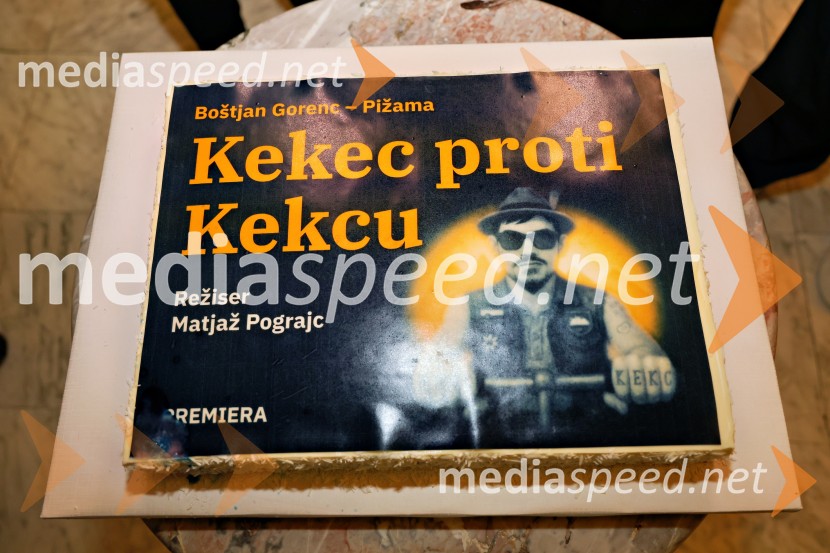 mediaspeed.net
Boštjan Gorenc – Pižama
Kekec proti
Kekcu
mediaspeed.net
Režiser
Matjaž Pograjc
KEKC
PREMIERA
mediaspeed.net